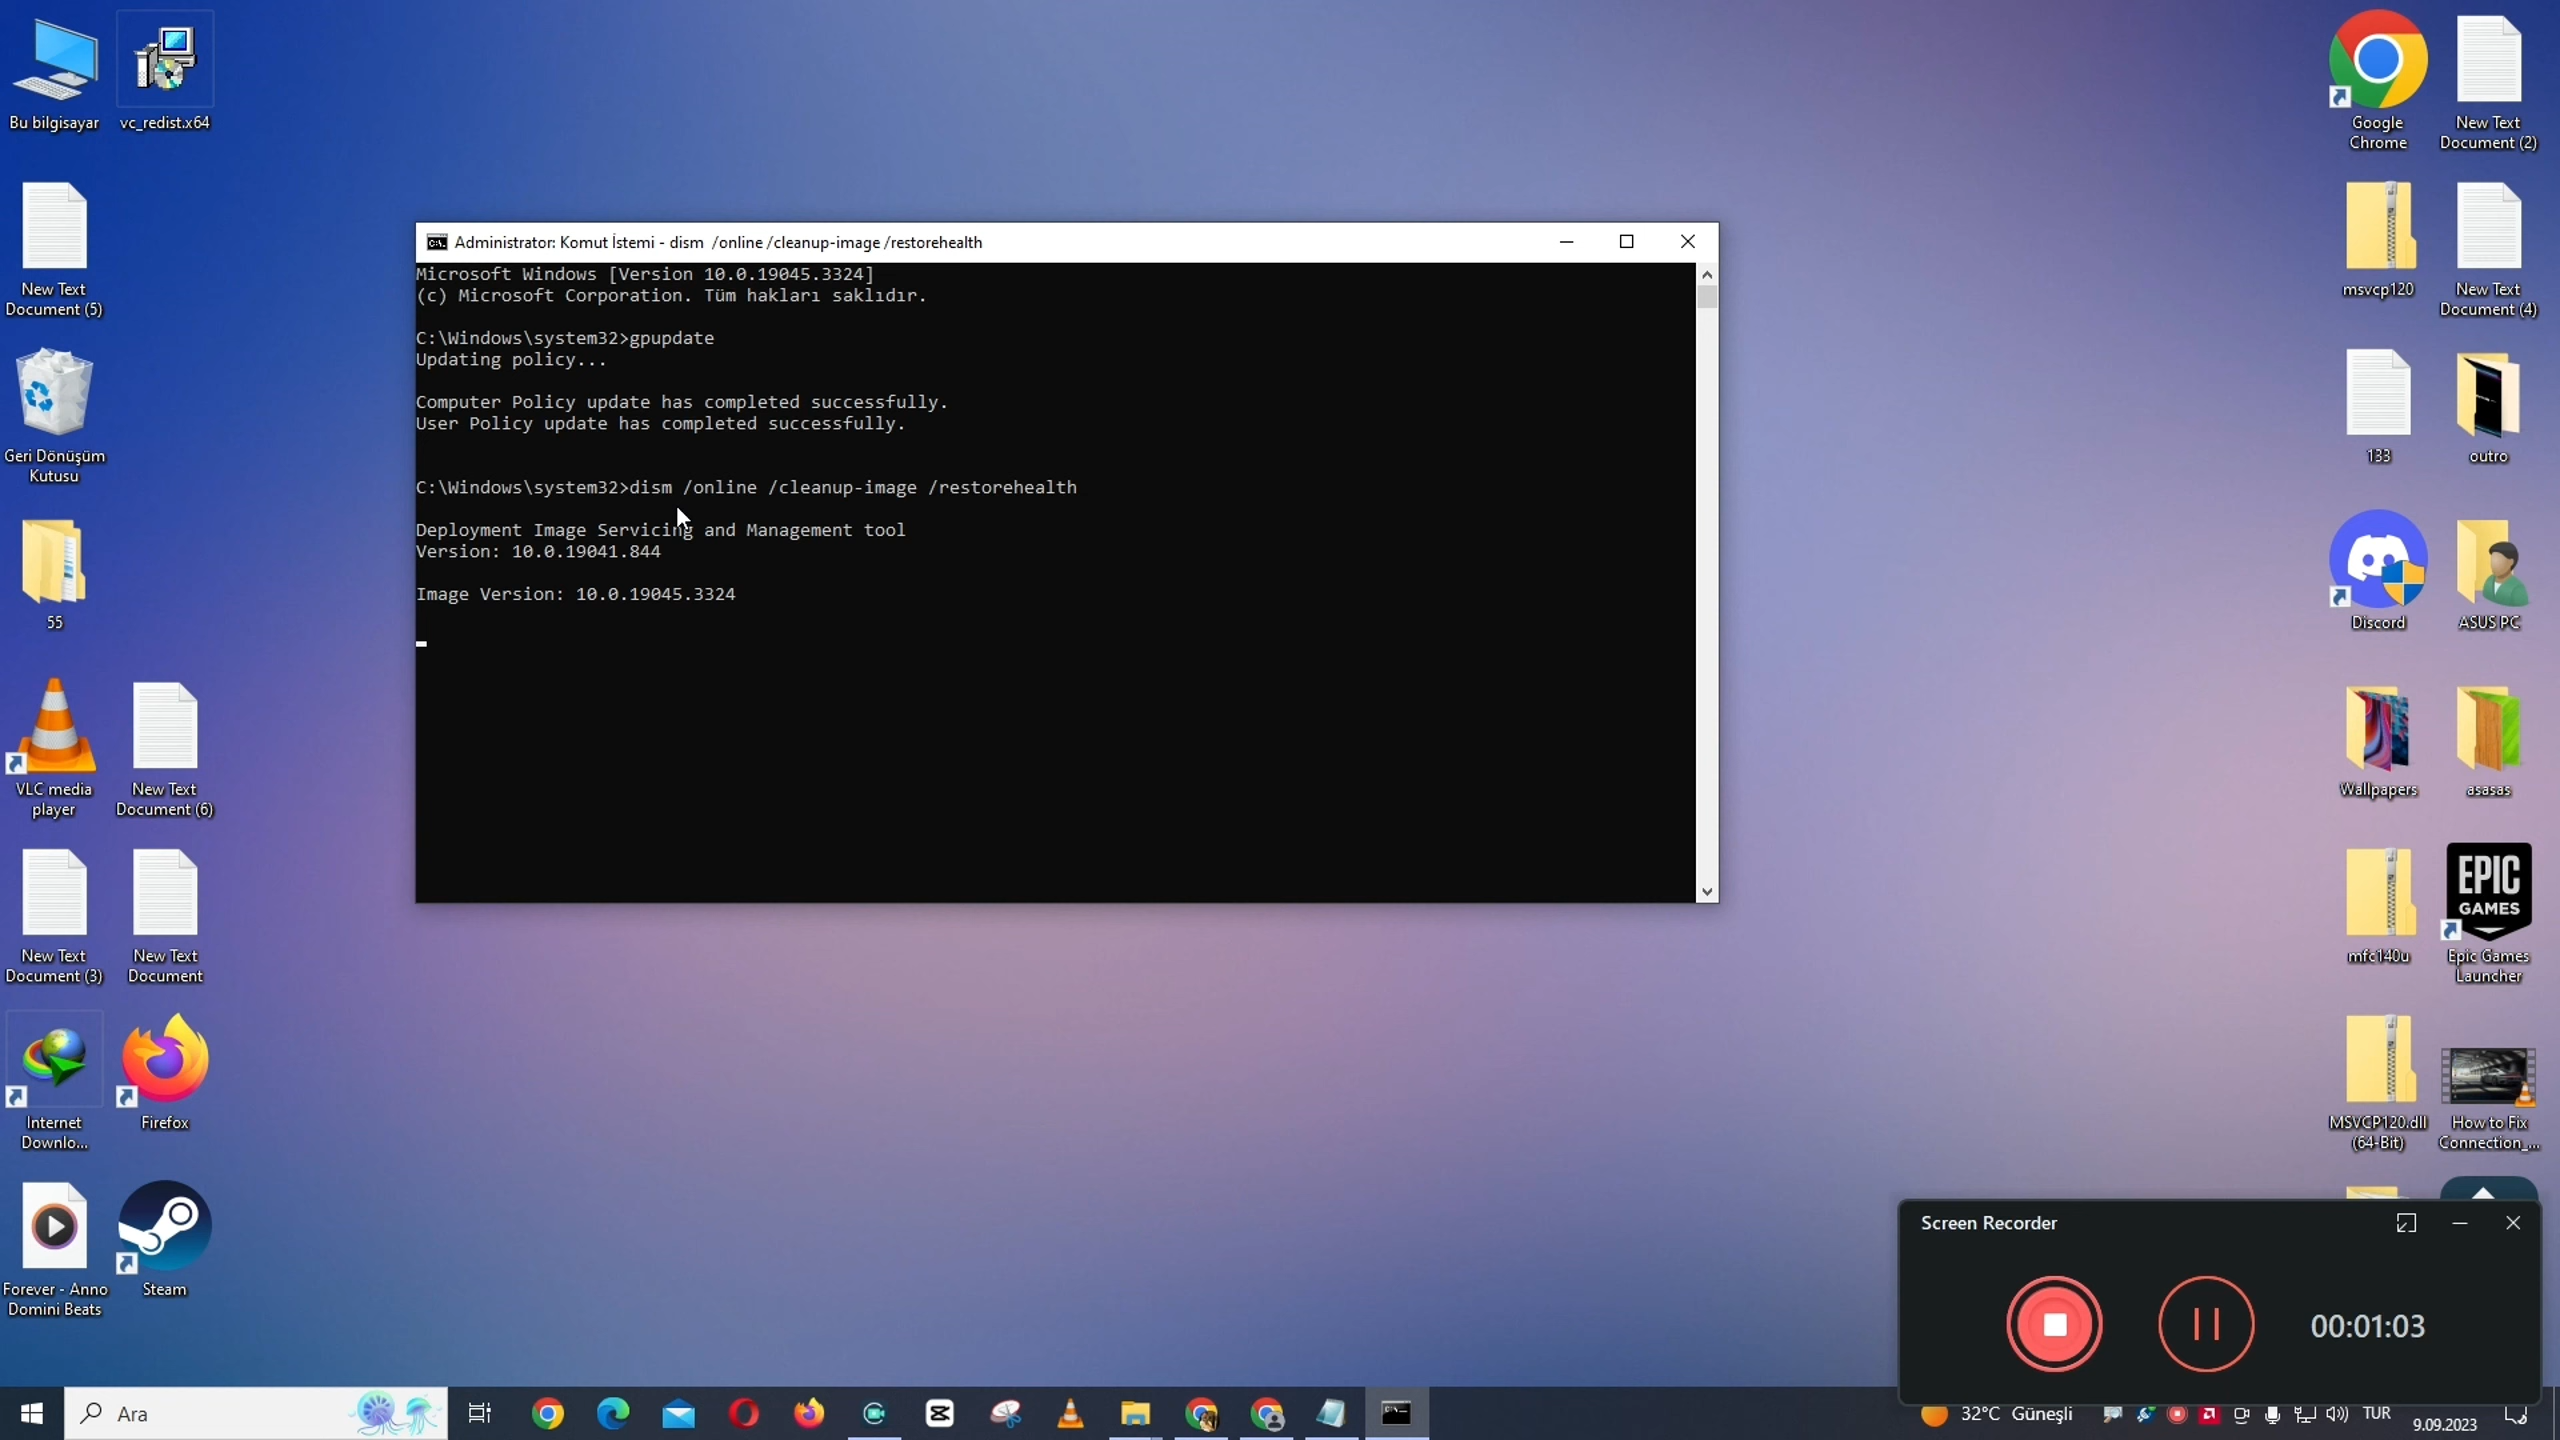 Bu bilgisayar
vc_redist.x64
New Text
Document (5)
Geri Dönüşüm
Kutusu
55
VLC media
player
New Text
Document (6)
New Text
Document (3)
New Text
Document
Internet
Downlo...
Firefox
Forever - Anno
Domini Beats
Steam
Administrator: Komut İstemi - dism  /online /cleanup-image /restorehealth
Microsoft Windows [Version 10.0.19045.3324]
(c) Microsoft Corporation. Tüm hakları saklıdır.
C:\Windows\system32>gpupdate
Updating policy...
Computer Policy update has completed successfully.
User Policy update has completed successfully.
C:\Windows\system32>dism /online /cleanup-image /restorehealth
Deployment Image Servicing and Management tool
Version: 10.0.19041.844
Image Version: 10.0.19045.3324
Google
Chrome
New Text
Document (2)
msvcp120
New Text
Document (4)
133
outro
Discord
ASUS PC
Wallpapers
asasas
mfc140u
EPIC
GAMES
Epic Games
Launcher
MSVCP120.dll
(64-Bit)
How to Fix
Connection_...
Screen Recorder
00:01:03
Ara
32°C Güneşli
TUR
9.09.2023